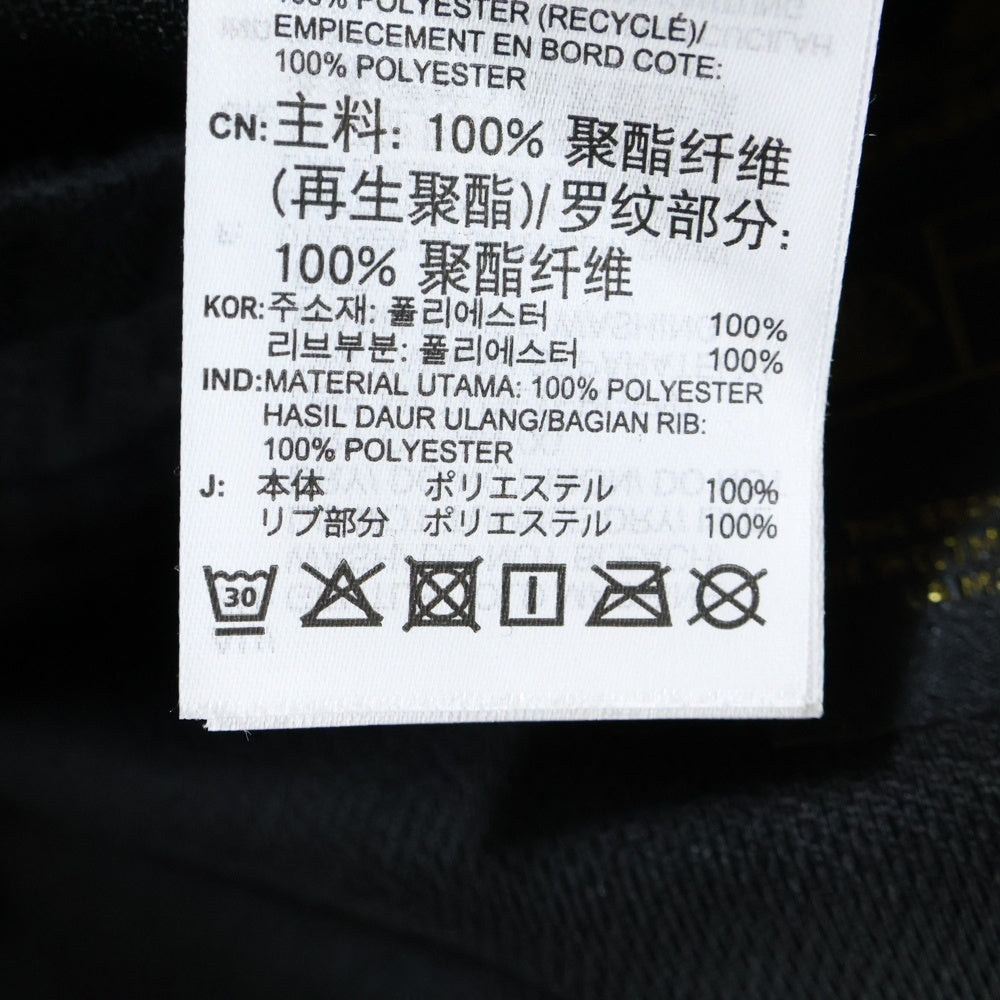 100% POLYESTER (RECYCLÉ)/
EMPIECEMENT EN BORD COTE:
100% POLYESTER
CN: 主料: 100% 聚酯纤维
(再生聚酯)/罗纹部分:
100% 聚酯纤维
KOR: 주소재: 폴리에스터 100%
리브부분: 폴리에스터 100%
IND: MATERIAL UTAMA: 100% POLYESTER
HASIL DAUR ULANG/BAGIAN RIB:
100% POLYESTER
J: 本体 ポリエステル 100%
リブ部分 ポリエステル 100%
30